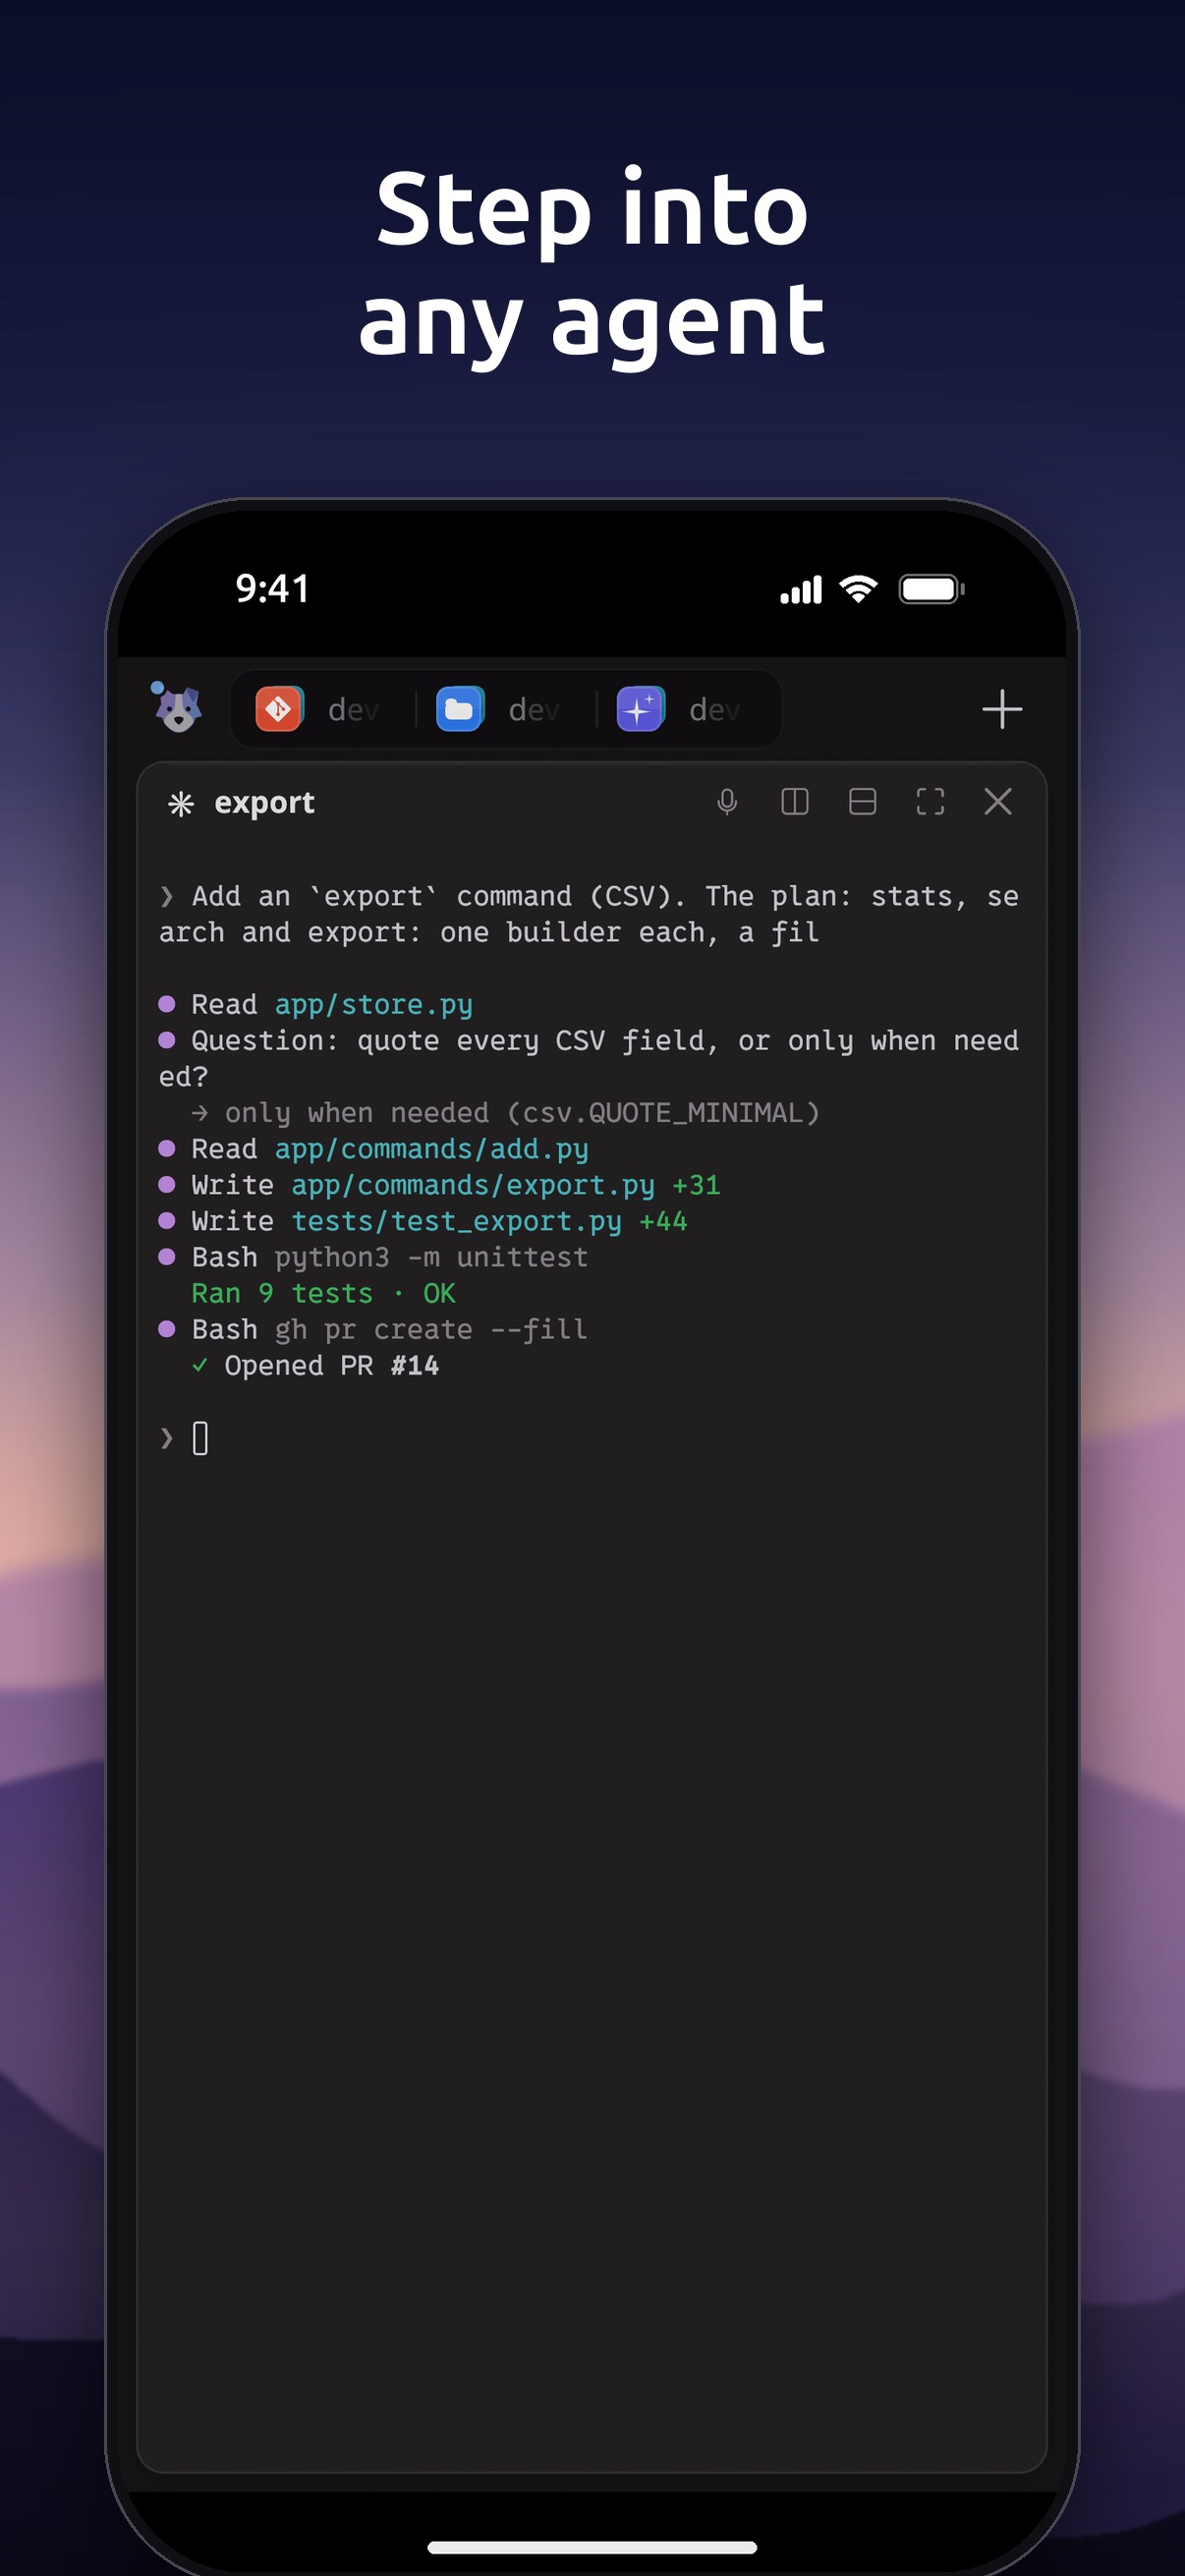 Step into
any agent
9:41
dev
dev
dev
export
❯ Add an `export` command (CSV). The plan: stats, se
arch and export: one builder each, a fil
● Read app/store.py
● Question: quote every CSV field, or only when need
ed?
→ only when needed (csv.QUOTE_MINIMAL)
● Read app/commands/add.py
● Write app/commands/export.py +31
● Write tests/test_export.py +44
● Bash python3 -m unittest
Ran 9 tests · OK
● Bash gh pr create --fill
✓ Opened PR #14
❯